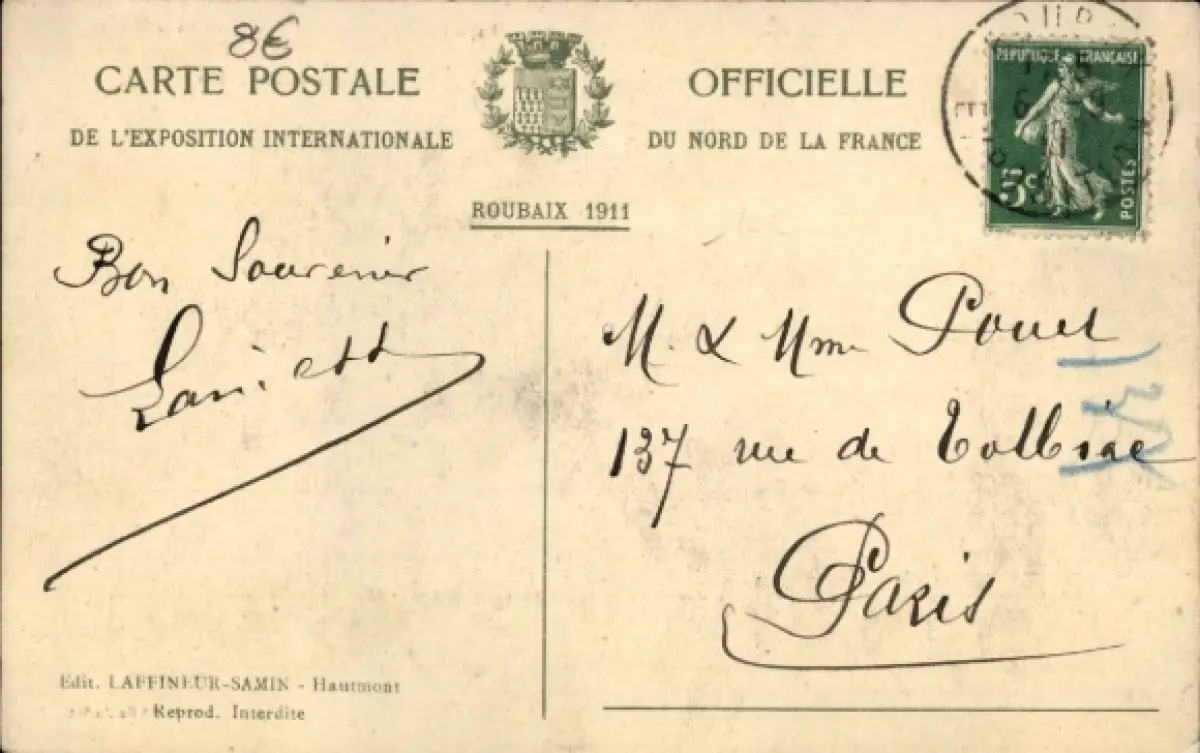 8€
CARTE POSTALE OFFICIELLE
DE L'EXPOSITION INTERNATIONALE DU NORD DE LA FRANCE
ROUBAIX 1911
REPUBLIQUE FRANÇAISE
5c
POSTES
Bon Souvenir
M. & Mme Pouet
137 rue de Tolbiac
Paris
Edit. LAFFINEUR-SAMIN - Hautmont
Reprod. Interdite